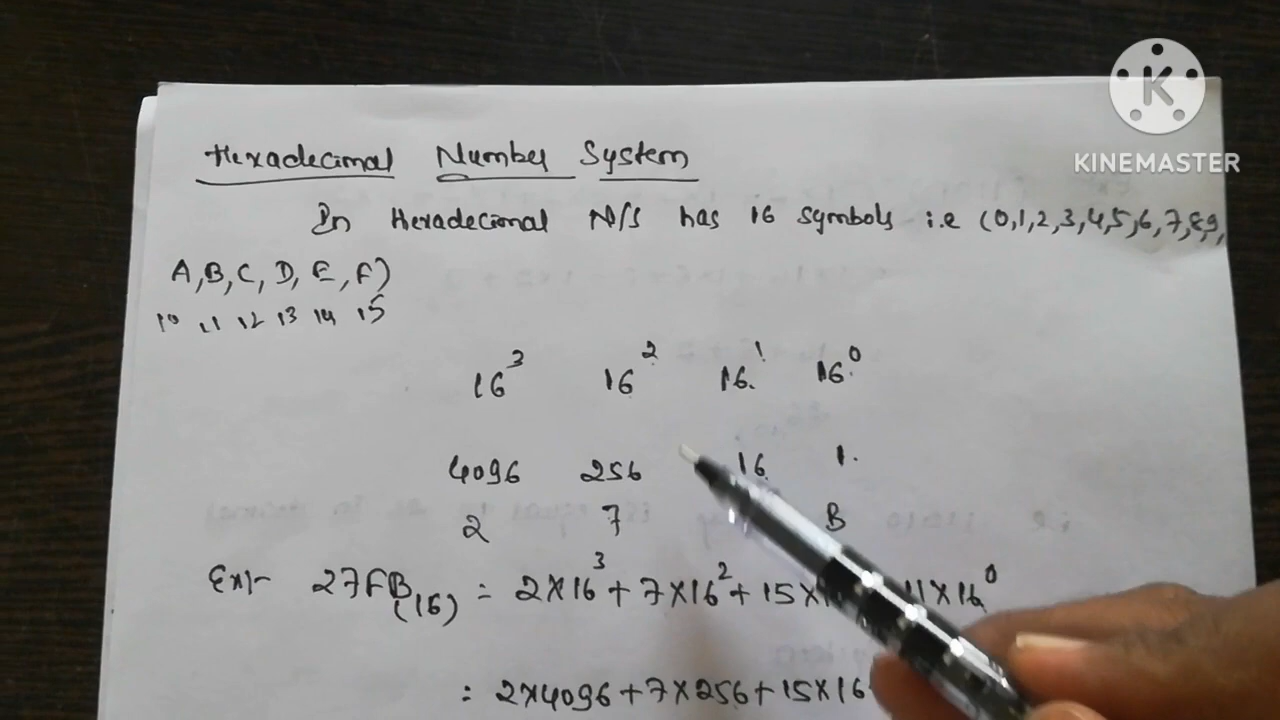 KINEMASTER
Hexadecimal Number System
In Hexadecimal N/S has 16 symbols i.e (0,1,2,3,4,5,6,7,8,9,
A,B,C,D,E,F)
10 11 12 13 14 15
16³ 16² 16¹ 16⁰
4096 256 16 1.
2 7 B
Ex:- 27FB(16) = 2×16³+7×16²+15×1 11×16⁰
= 2×4096+7×256+15×16